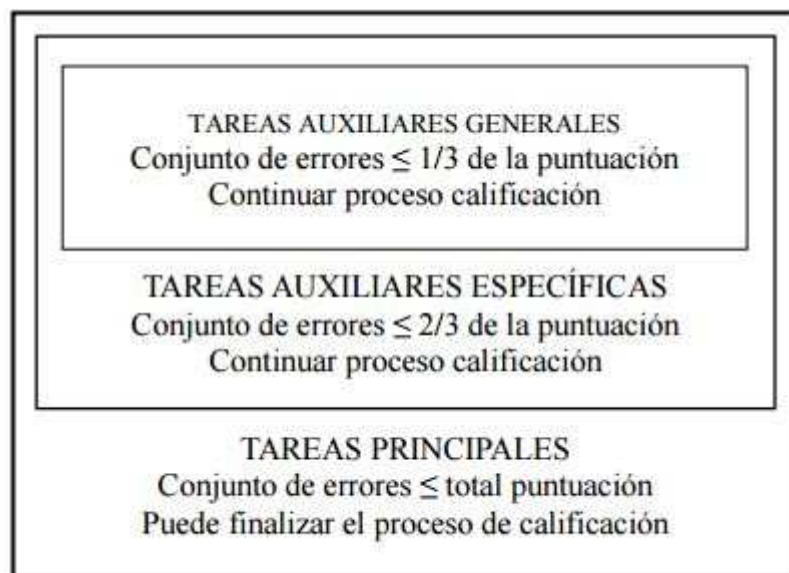 TAREAS AUXILIARES GENERALES
Conjunto de errores ≤ 1/3 de la puntuación
Continuar proceso calificación
TAREAS AUXILIARES ESPECÍFICAS
Conjunto de errores ≤ 2/3 de la puntuación
Continuar proceso calificación
TAREAS PRINCIPALES
Conjunto de errores ≤ total puntuación
Puede finalizar el proceso de calificación